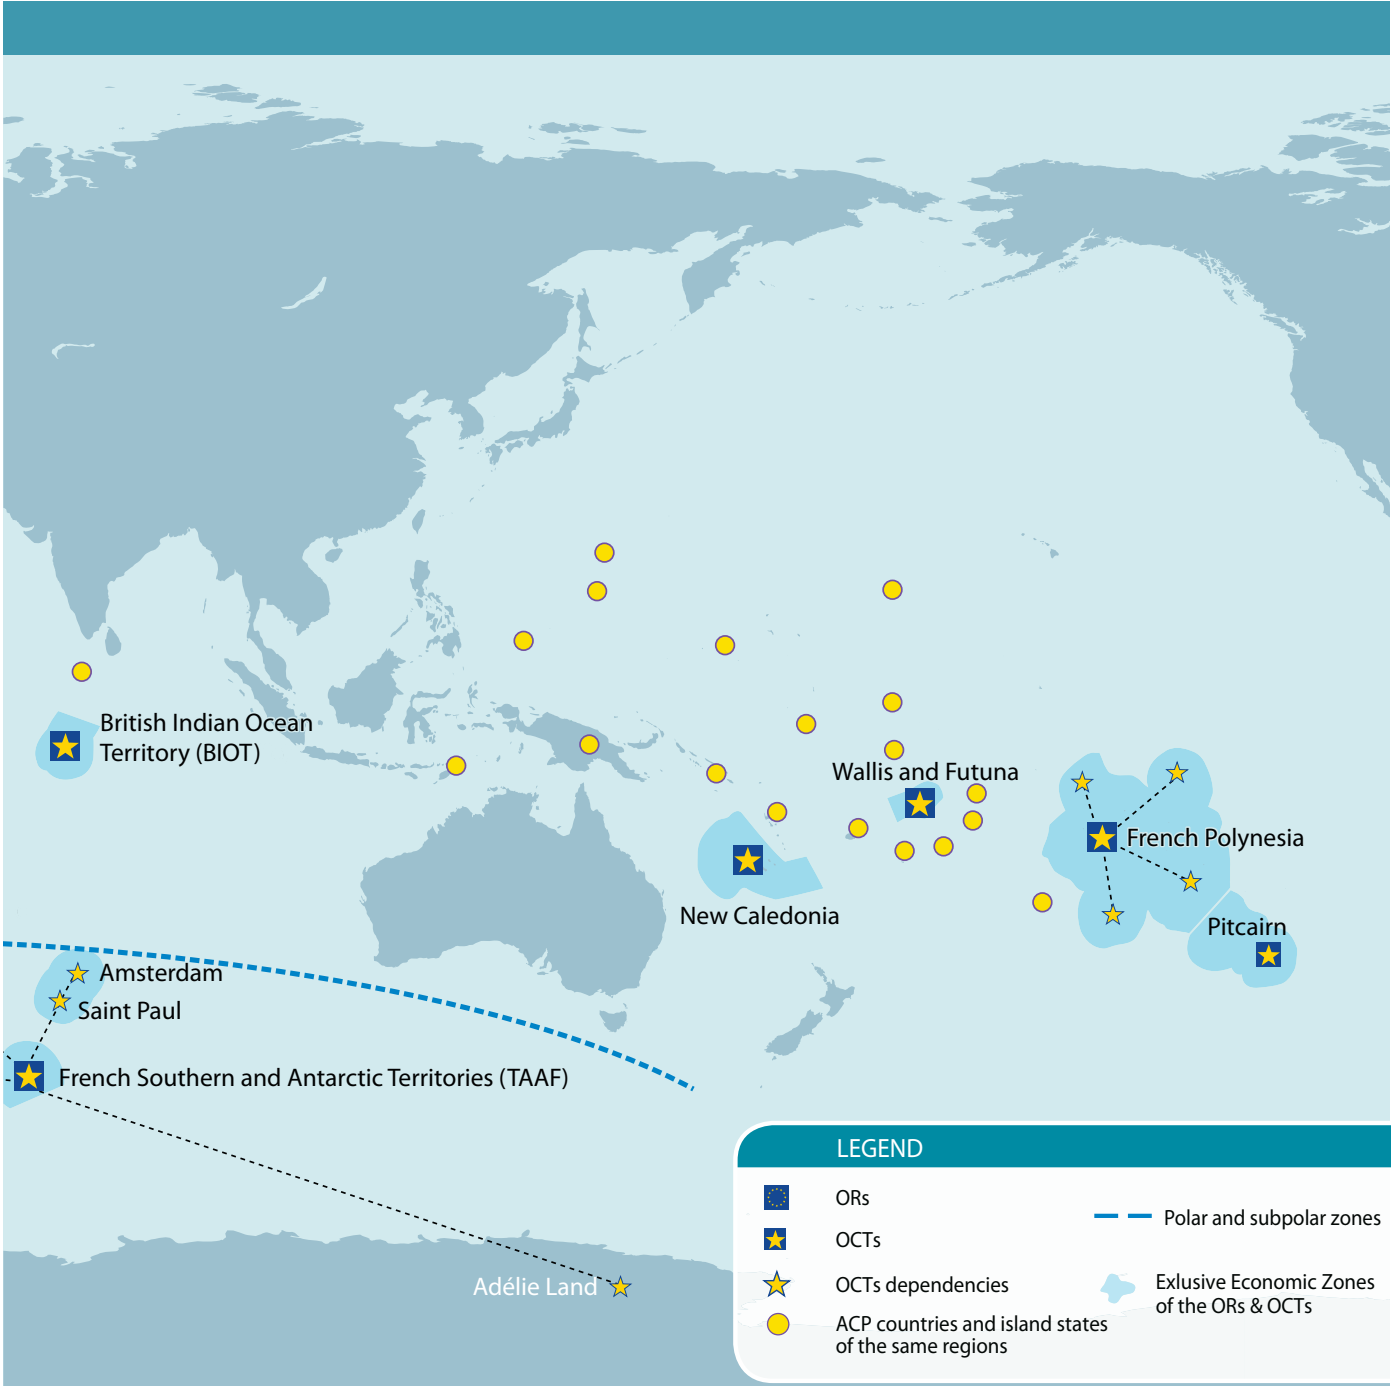 British Indian Ocean
Territory (BIOT)
Wallis and Futuna
French Polynesia
New Caledonia
Pitcairn
Amsterdam
Saint Paul
French Southern and Antarctic Territories (TAAF)
Adélie Land
LEGEND
ORs
OCTs
OCTs dependencies
ACP countries and island states
of the same regions
Polar and subpolar zones
Exlusive Economic Zones
of the ORs & OCTs